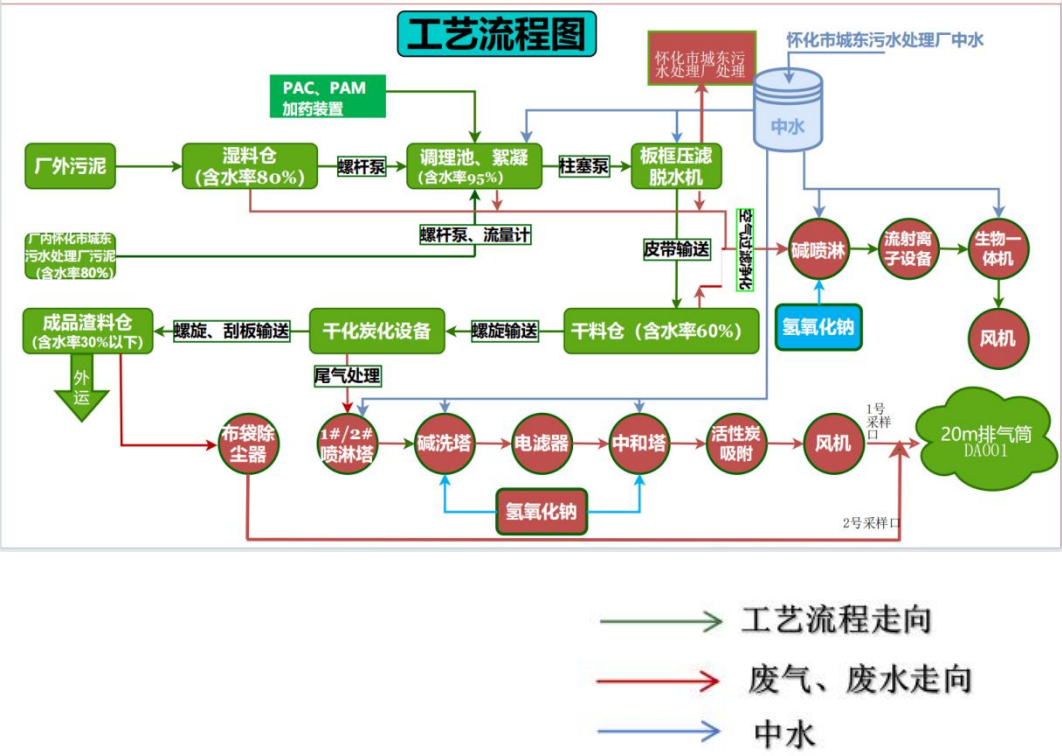 工艺流程图
怀化市城东污
水处理厂处理
怀化市城东污水处理厂中水
PAC、PAM
加药装置
中水
厂外污泥
湿料仓
(含水率80%)
螺杆泵
调理池、絮凝
(含水率95%)
柱塞泵
板框压滤
脱水机
厂内怀化市城东
污水处理厂污泥
(含水率80%)
螺杆泵、流量计
皮带输送
空气过滤净化
碱喷淋
流射离
子设备
生物一
体机
氢氧化钠
风机
成品渣料仓
(含水率30%以下)
螺旋、刮板输送
干化炭化设备
螺旋输送
干料仓（含水率60%）
外
运
尾气处理
布袋除
尘器
1#/2#
喷淋塔
碱洗塔
电滤器
中和塔
活性炭
吸附
风机
1号
采样
口
20m排气筒
DA001
氢氧化钠
2号采样口
工艺流程走向
废气、废水走向
中水